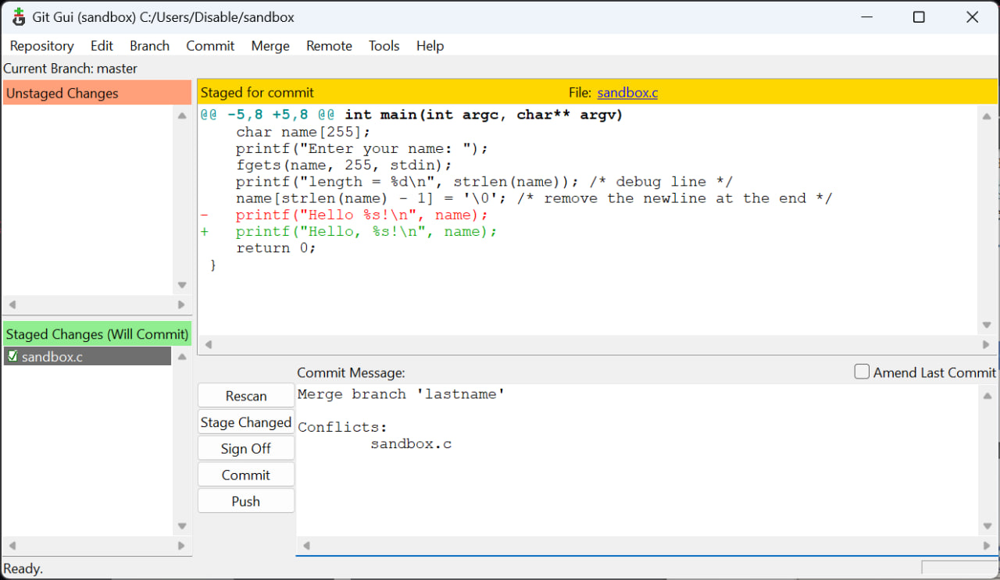 Git Gui (sandbox) C:/Users/Disable/sandbox
Repository Edit Branch Commit Merge Remote Tools Help
Current Branch: master
Unstaged Changes
Staged for commit File: sandbox.c
@@ -5,8 +5,8 @@ int main(int argc, char** argv)
    char name[255];
    printf("Enter your name: ");
    fgets(name, 255, stdin);
    printf("length = %d\n", strlen(name)); /* debug line */
    name[strlen(name) - 1] = '\0'; /* remove the newline at the end */
-   printf("Hello %s!\n", name);
+   printf("Hello, %s!\n", name);
    return 0;
 }
Staged Changes (Will Commit)
sandbox.c
Commit Message:
Amend Last Commit
Rescan
Stage Changed
Sign Off
Commit
Push
Merge branch 'lastname'
Conflicts:
        sandbox.c
Ready.